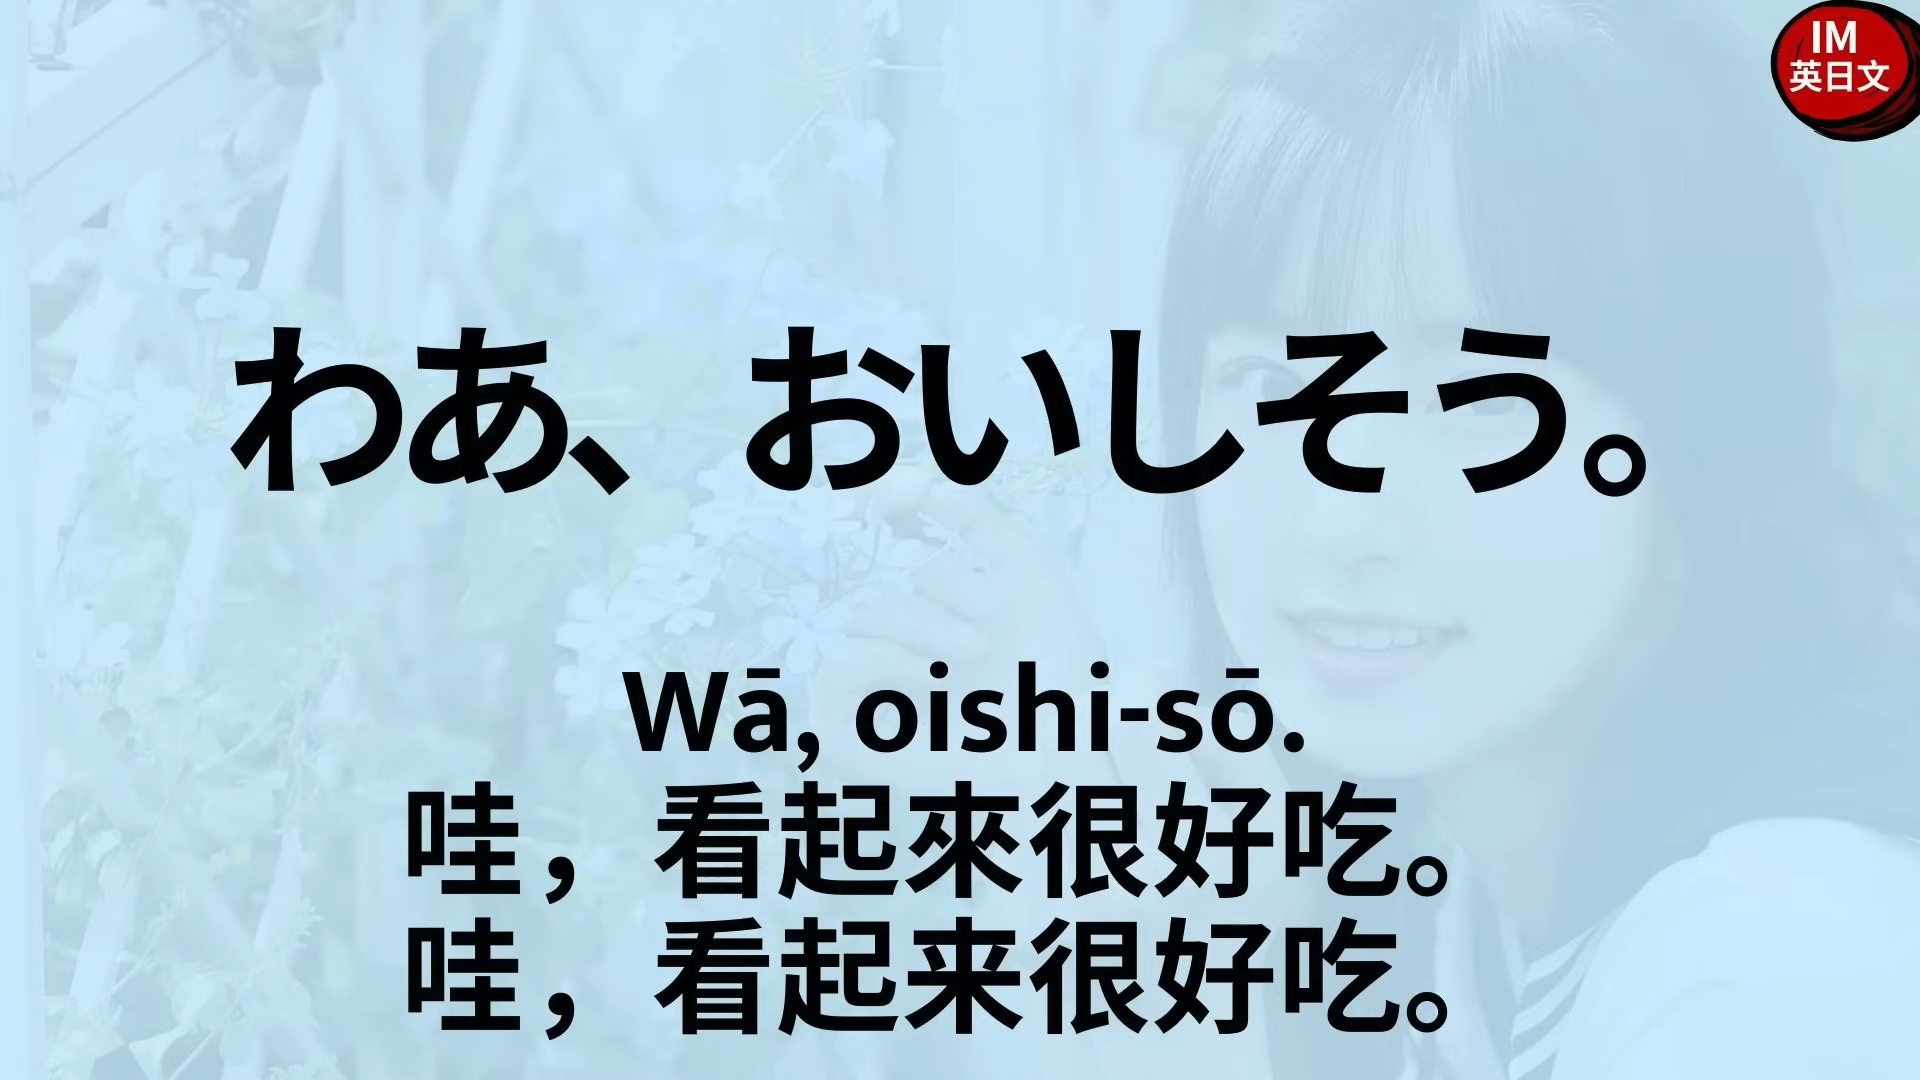 IM
英日文
わあ、おいしそう。
Wā, oishi-sō.
哇，看起來很好吃。
哇，看起来很好吃。